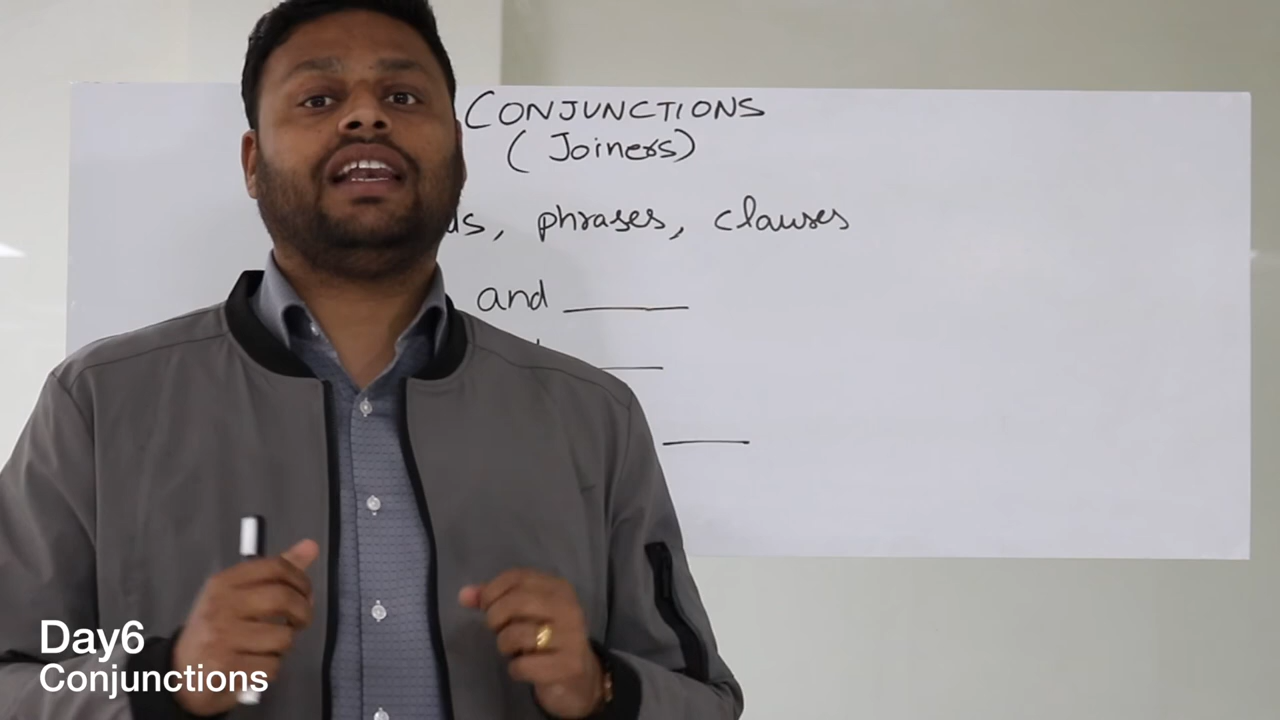 CONJUNCTIONS
(Joiners)
phrases, clauses
and
Day6
Conjunctions